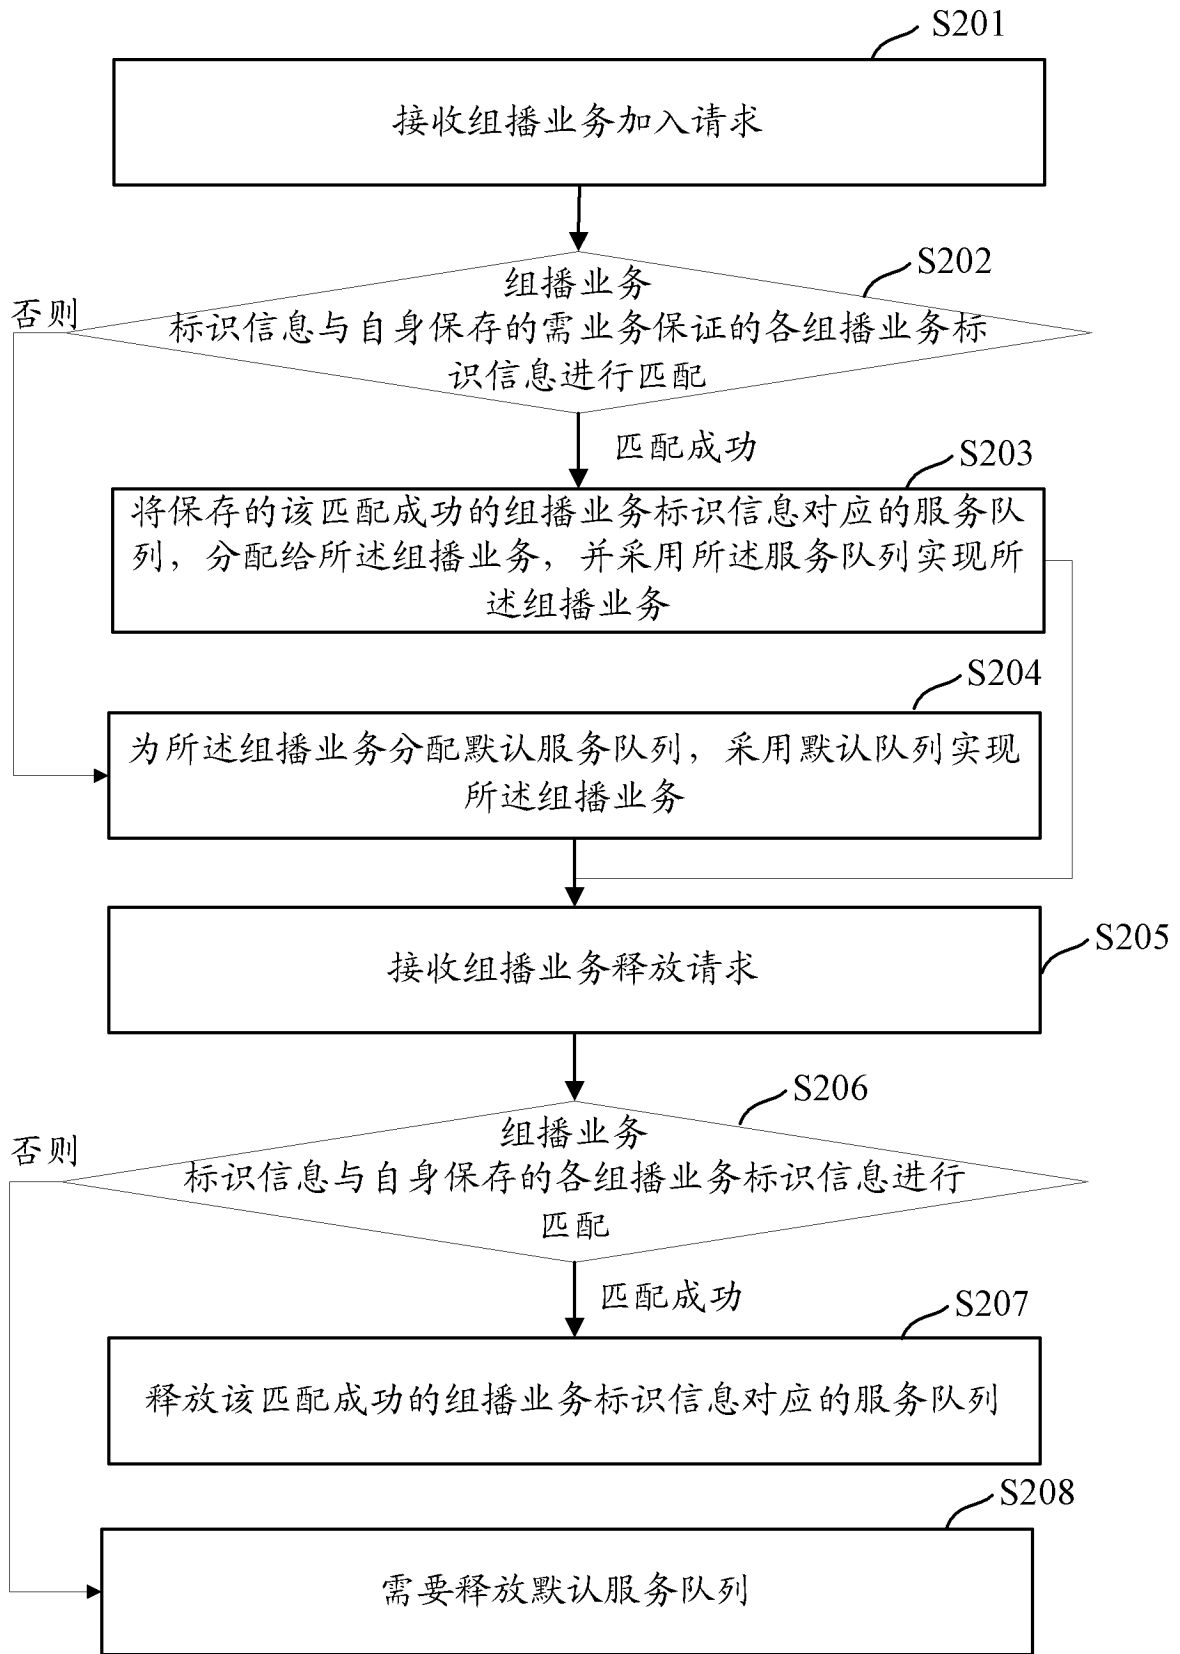 S201
接收组播业务加入请求
S202
否则
组播业务
标识信息与自身保存的需业务保证的各组播业务标
识信息进行匹配
匹配成功
S203
将保存的该匹配成功的组播业务标识信息对应的服务队
列，分配给所述组播业务，并采用所述服务队列实现所
述组播业务
S204
为所述组播业务分配默认服务队列，采用默认队列实现
所述组播业务
S205
接收组播业务释放请求
S206
否则
组播业务
标识信息与自身保存的各组播业务标识信息进行
匹配
匹配成功
S207
释放该匹配成功的组播业务标识信息对应的服务队列
S208
需要释放默认服务队列